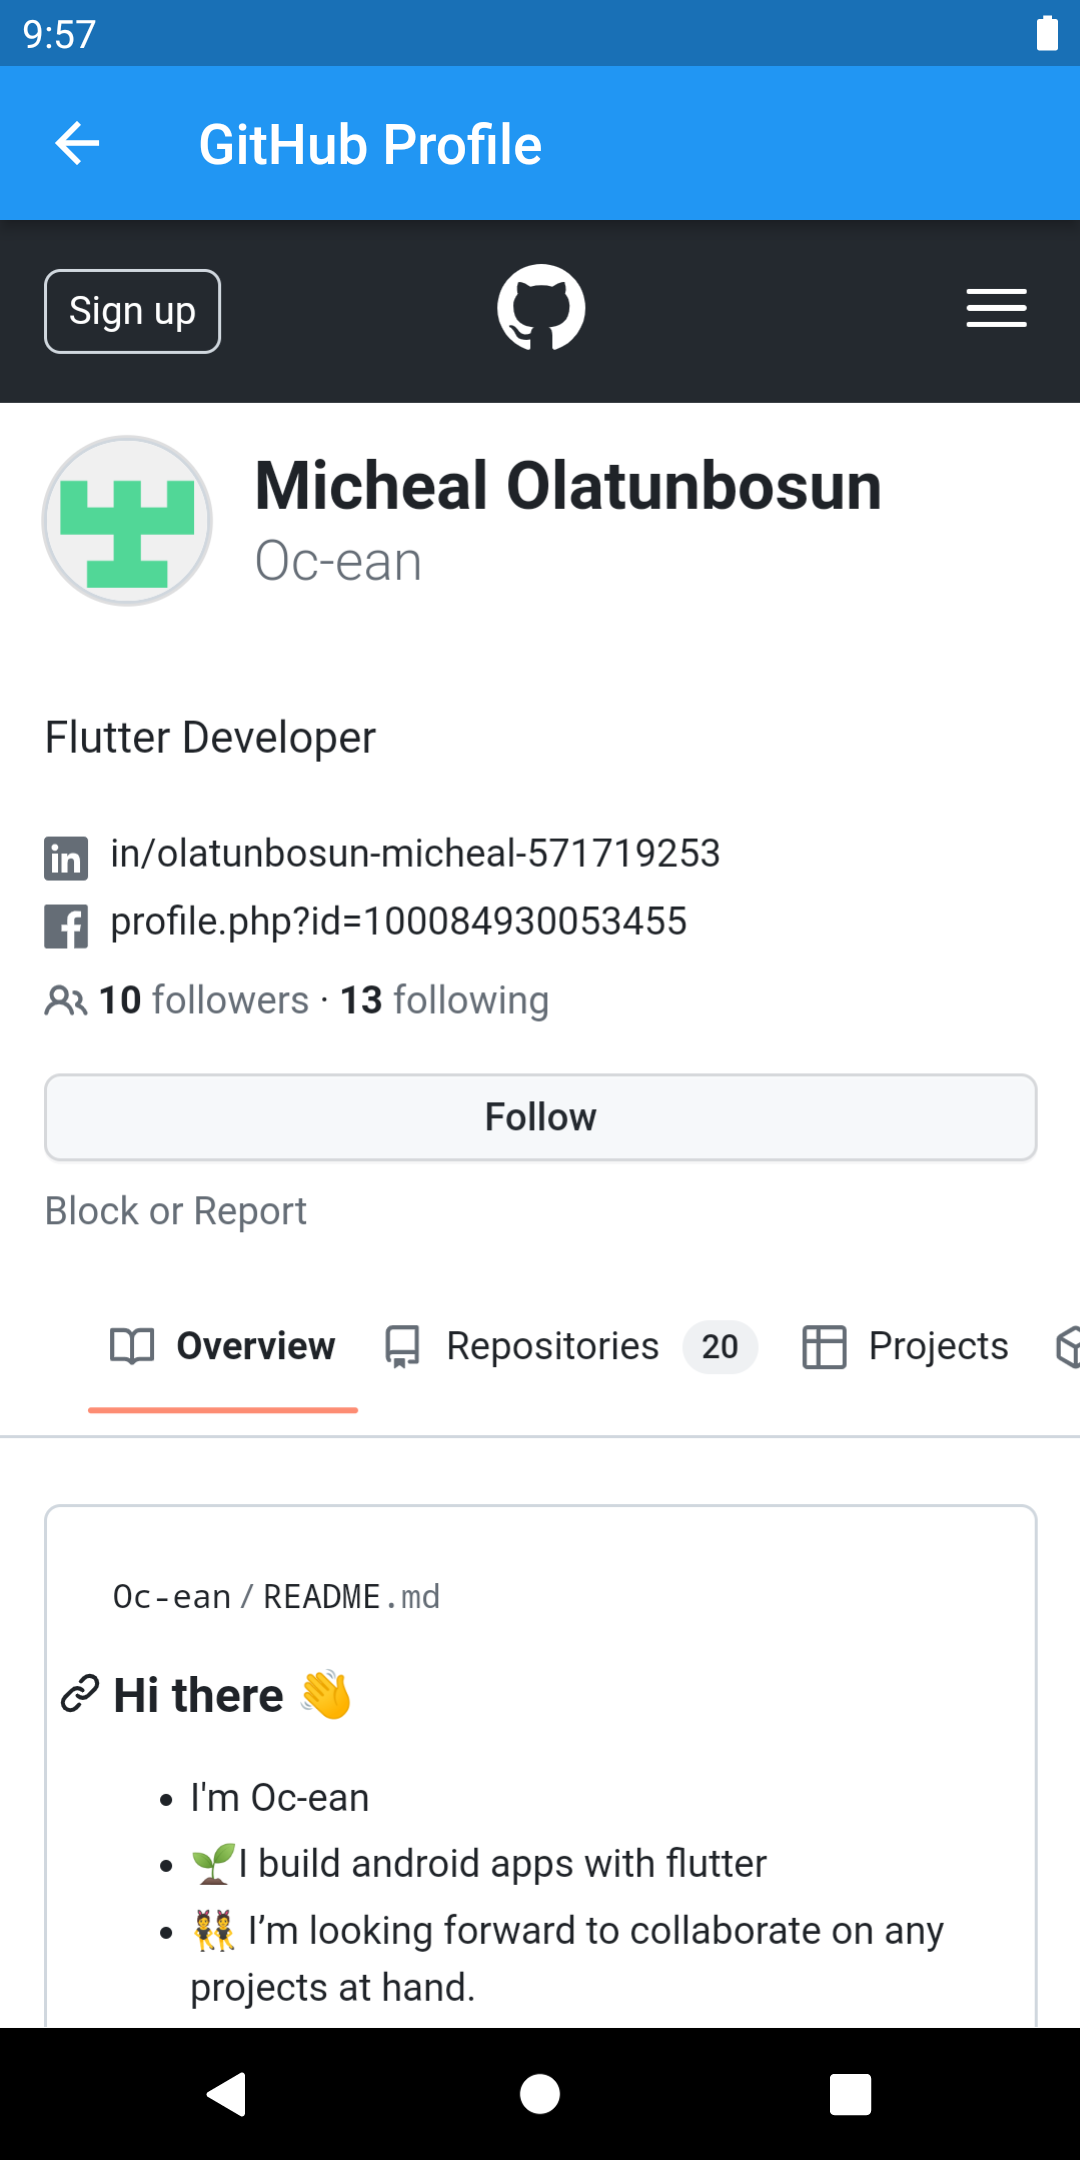 9:57
GitHub Profile
Sign up
Micheal Olatunbosun
Oc-ean
Flutter Developer
in/olatunbosun-micheal-571719253
profile.php?id=100084930053455
10 followers · 13 following
Follow
Block or Report
Overview Repositories 20 Projects
Oc-ean / README.md
Hi there 👋
• I'm Oc-ean
• 🌱I build android apps with flutter
• 👯 I’m looking forward to collaborate on any
projects at hand.